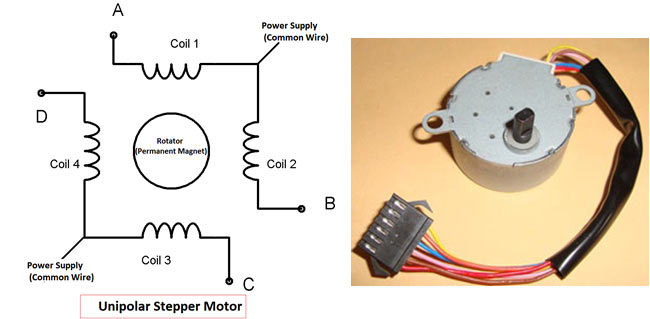 A
Power Supply
(Common Wire)
Coil 1
D
Rotator
(Permanent Magnet)
Coil 4
Coil 2
B
Power Supply
(Common Wire)
Coil 3
C
Unipolar Stepper Motor